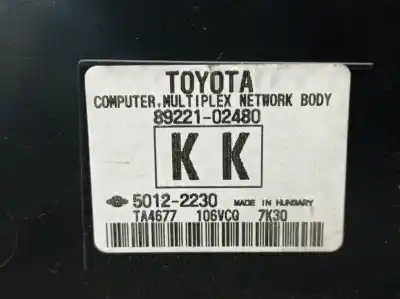 TOYOTA
COMPUTER, MULTIPLEX NETWORK BODY
89221-02480
K K
5012-2230 MADE IN HUNGARY
TA4677 106VCQ 7K30